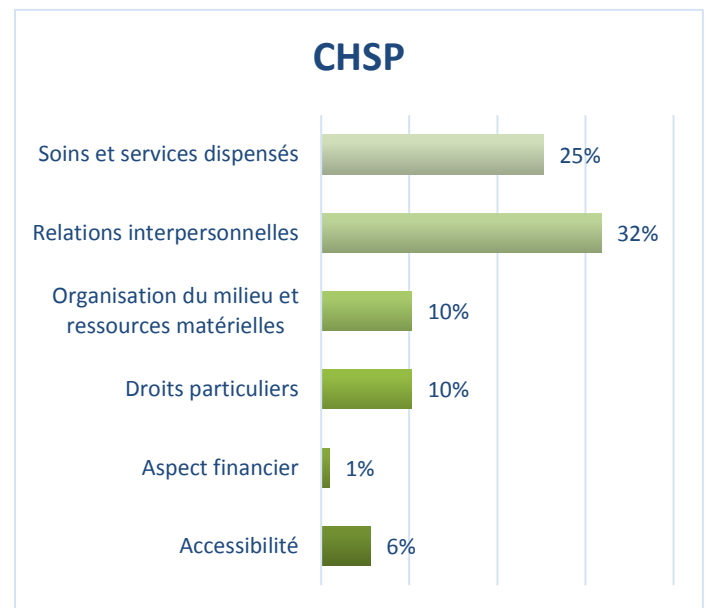 CHSP
Soins et services dispensés
25%
Relations interpersonnelles
32%
Organisation du milieu et
ressources matérielles
10%
Droits particuliers
10%
Aspect financier
1%
Accessibilité
6%